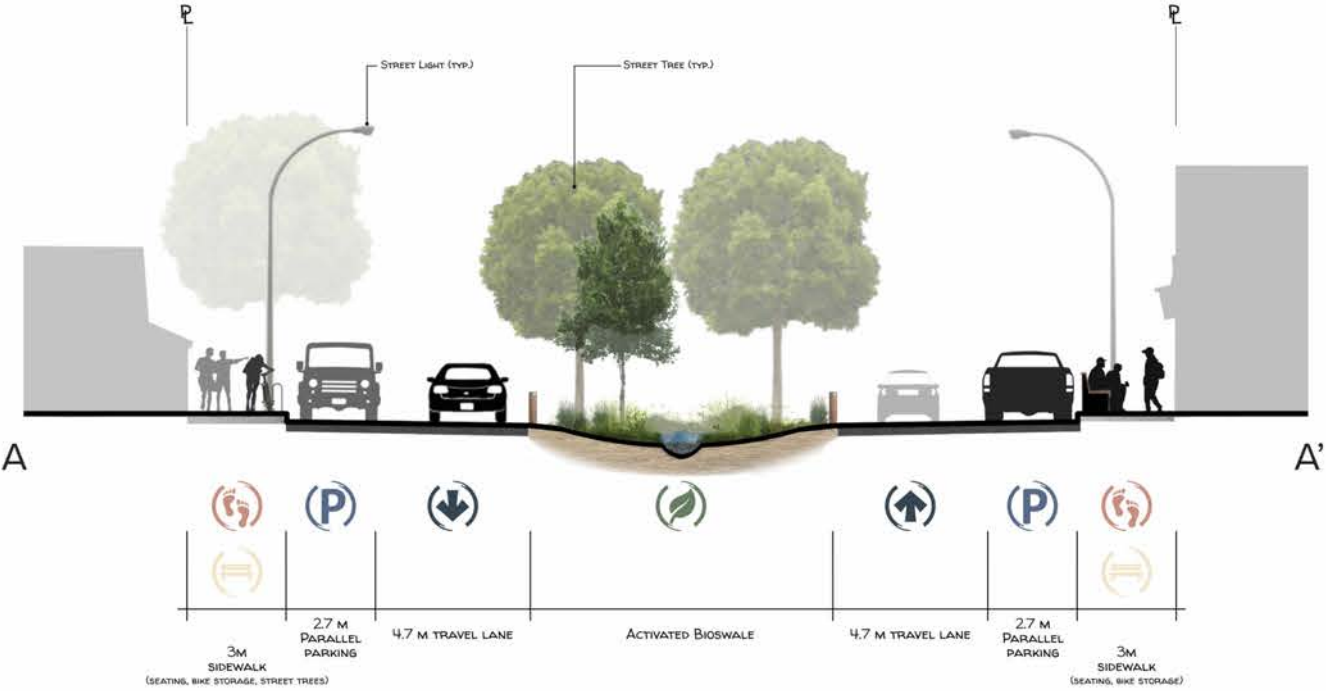 PL
PL
STREET LIGHT (TYP.)
STREET TREE (TYP.)
A
A'
P
P
2.7 M
PARALLEL
PARKING
4.7 M TRAVEL LANE
ACTIVATED BIOSWALE
4.7 M TRAVEL LANE
2.7 M
PARALLEL
PARKING
3M
SIDEWALK
(SEATING, BIKE STORAGE, STREET TREES)
3M
SIDEWALK
(SEATING, BIKE STORAGE)